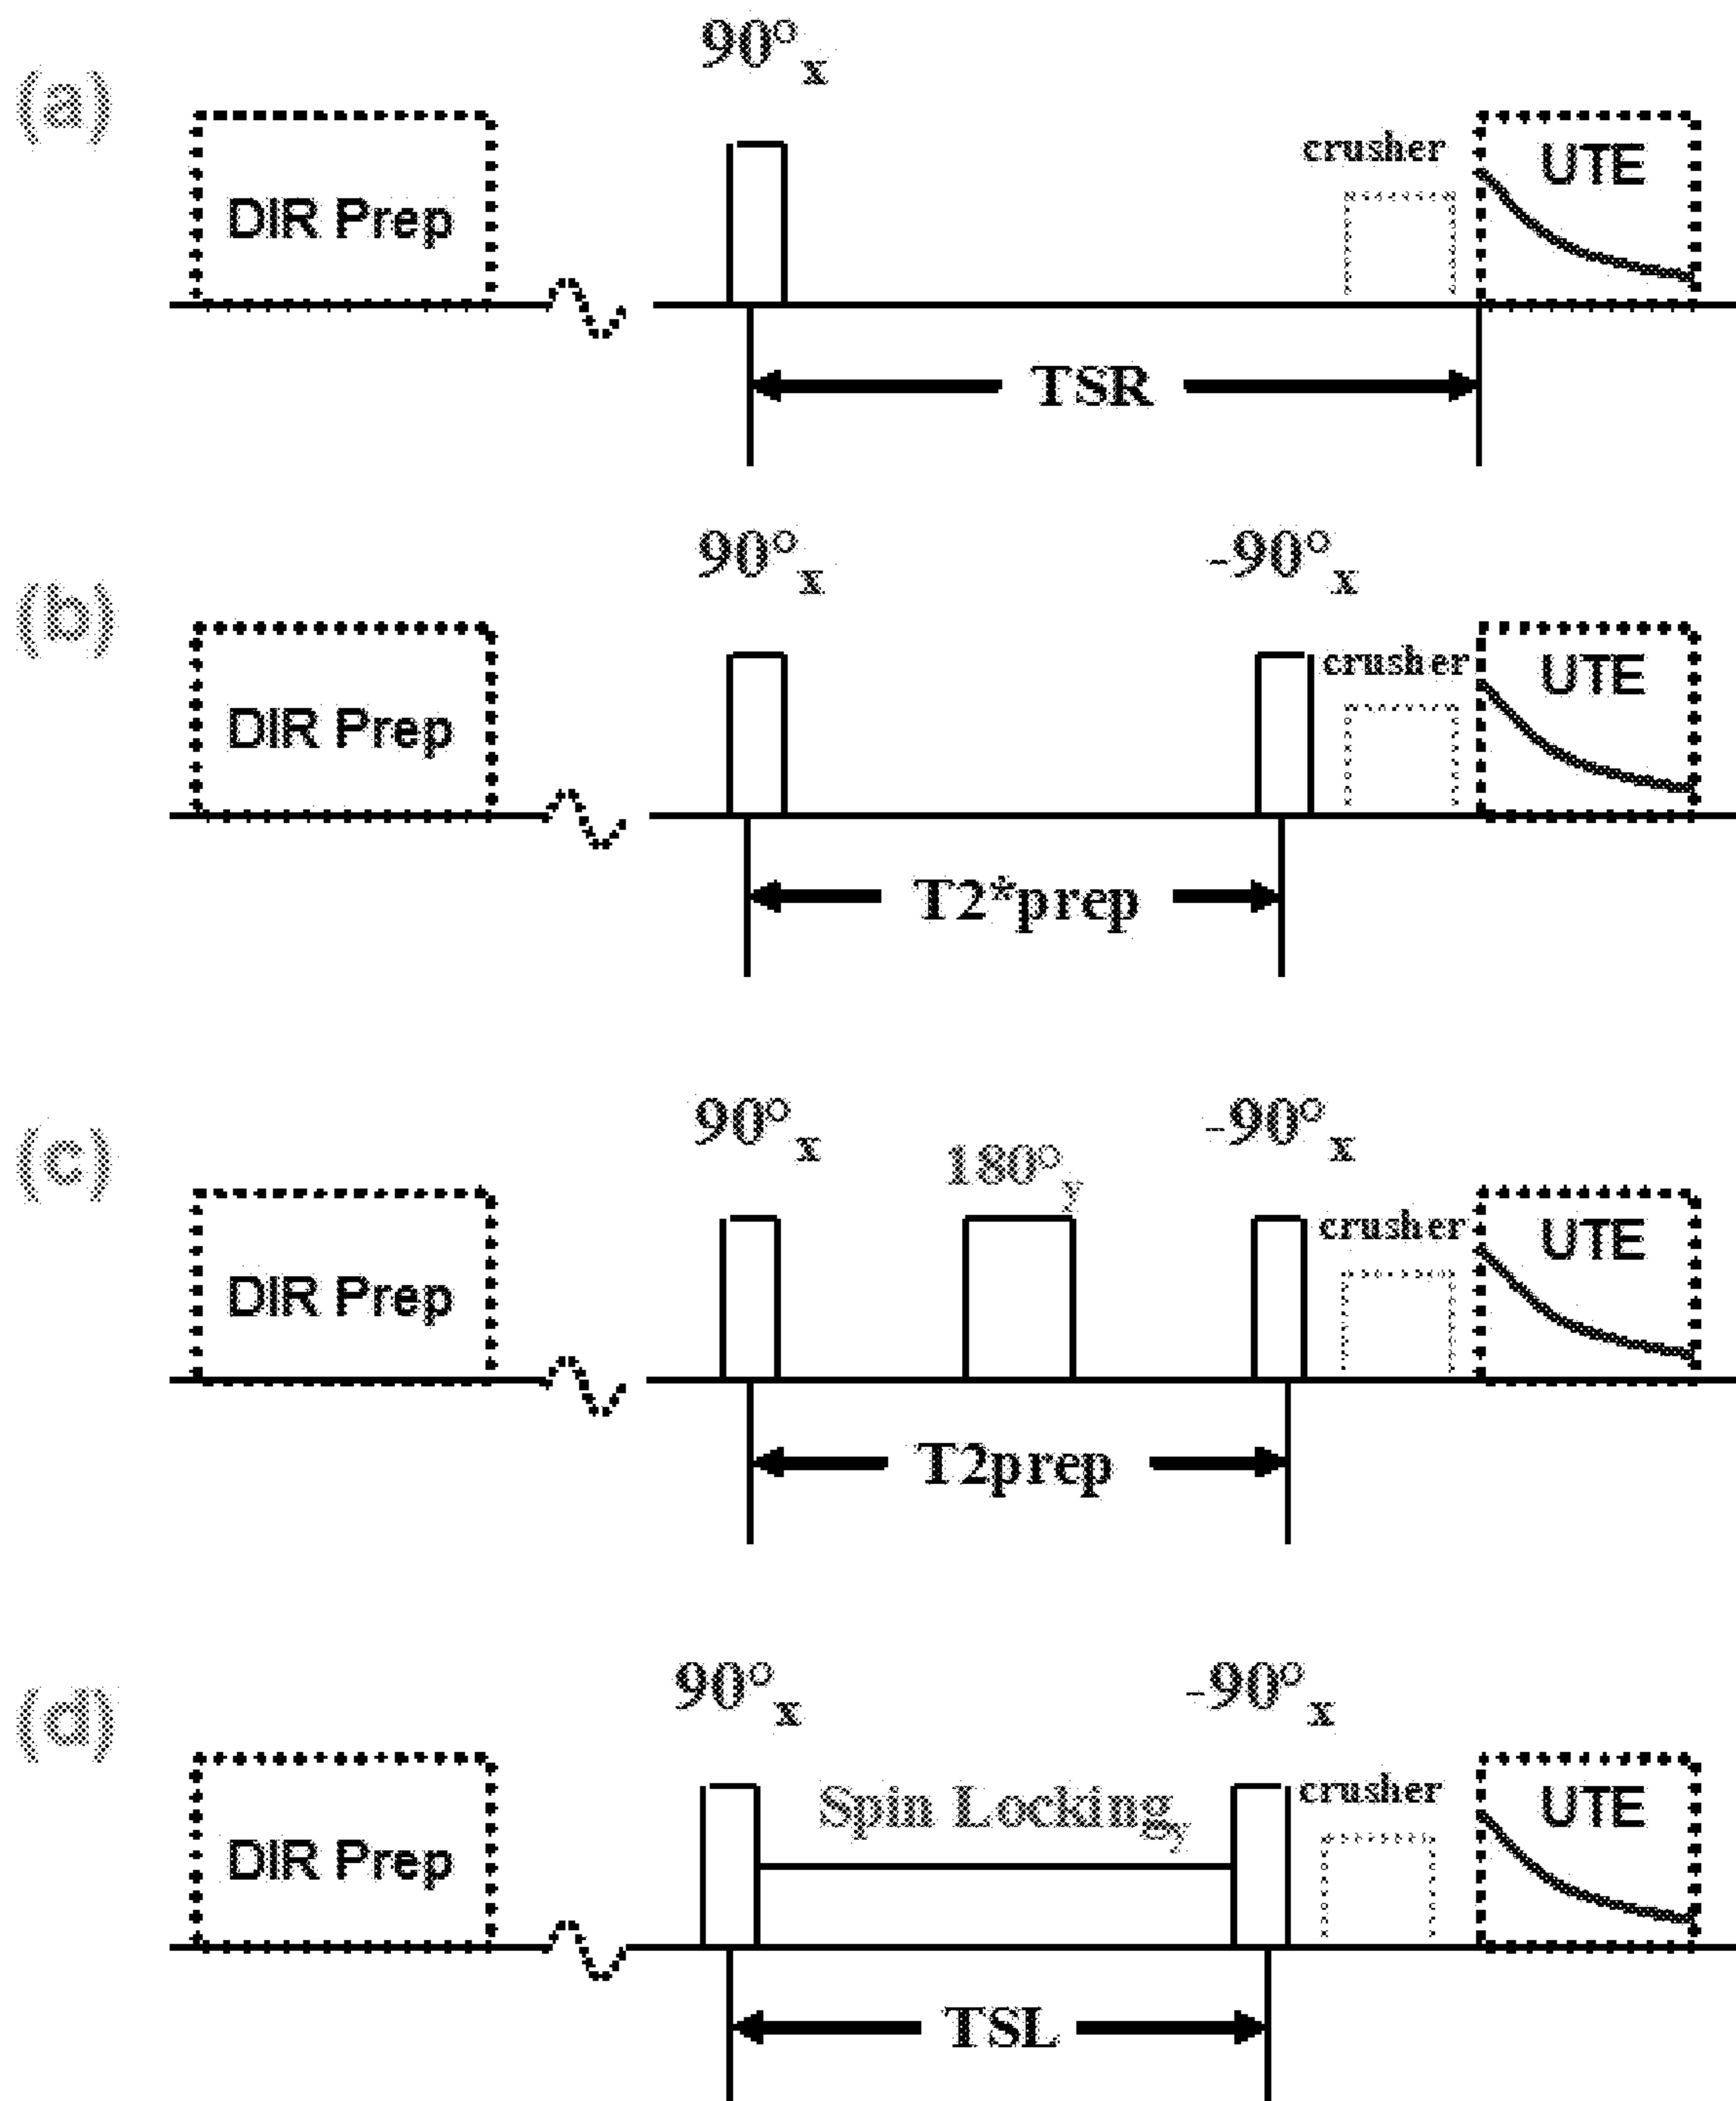 (a)
90°x
DIR Prep
crusher
UTE
TSR
(b)
90°x
-90°x
DIR Prep
crusher
UTE
T2*prep
(c)
90°x
180°y
-90°x
DIR Prep
crusher
UTE
T2prep
(d)
90°x
-90°x
DIR Prep
Spin Lockingy
crusher
UTE
TSL